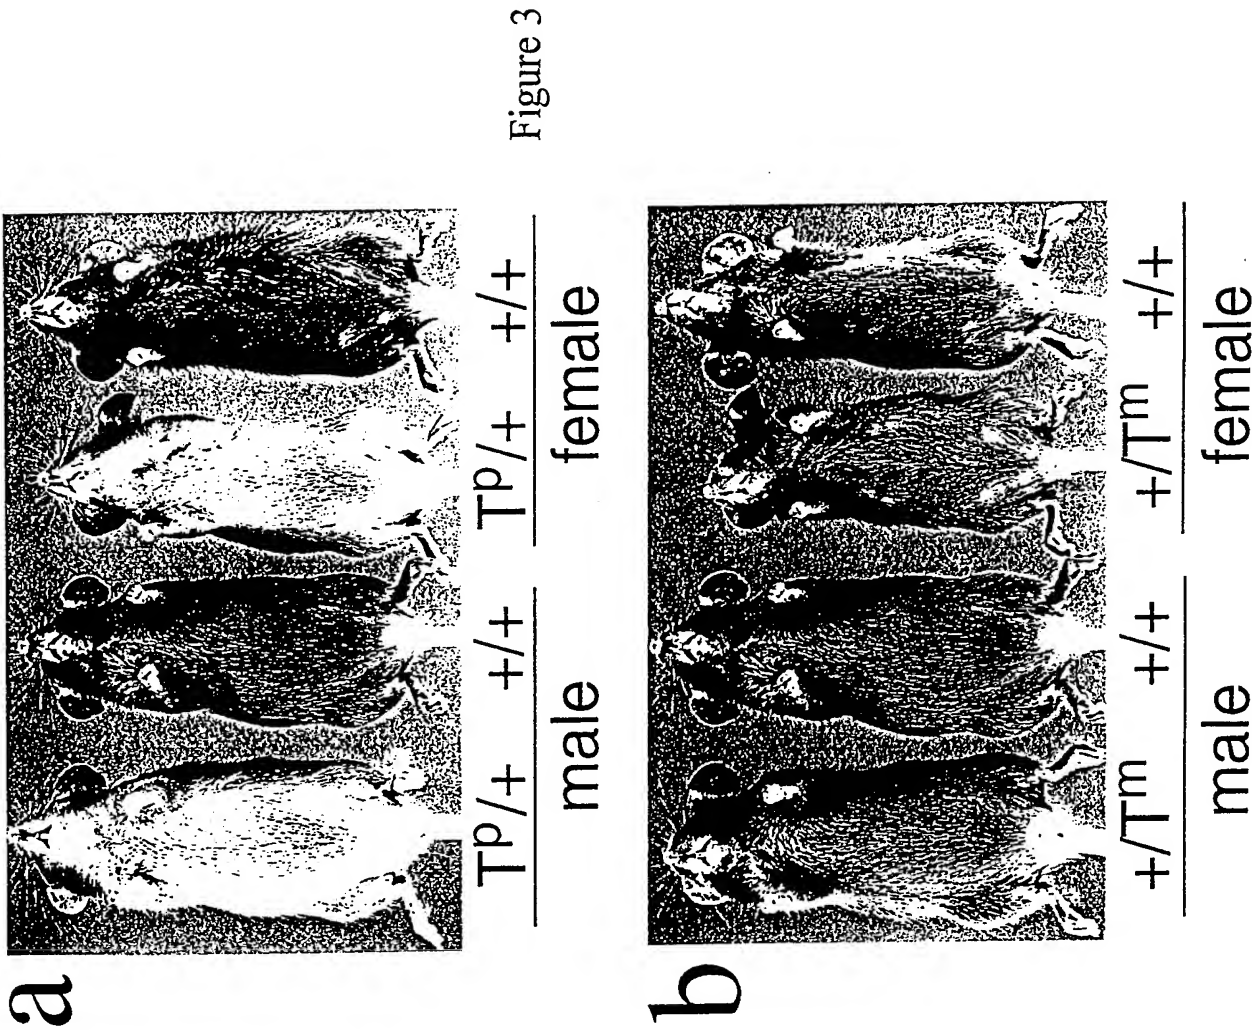 a
Tᵖ/+ +/+ Tᵖ/+ +/+
male female
Figure 3
b
+/Tᵐ +/+ +/Tᵐ +/+
male female